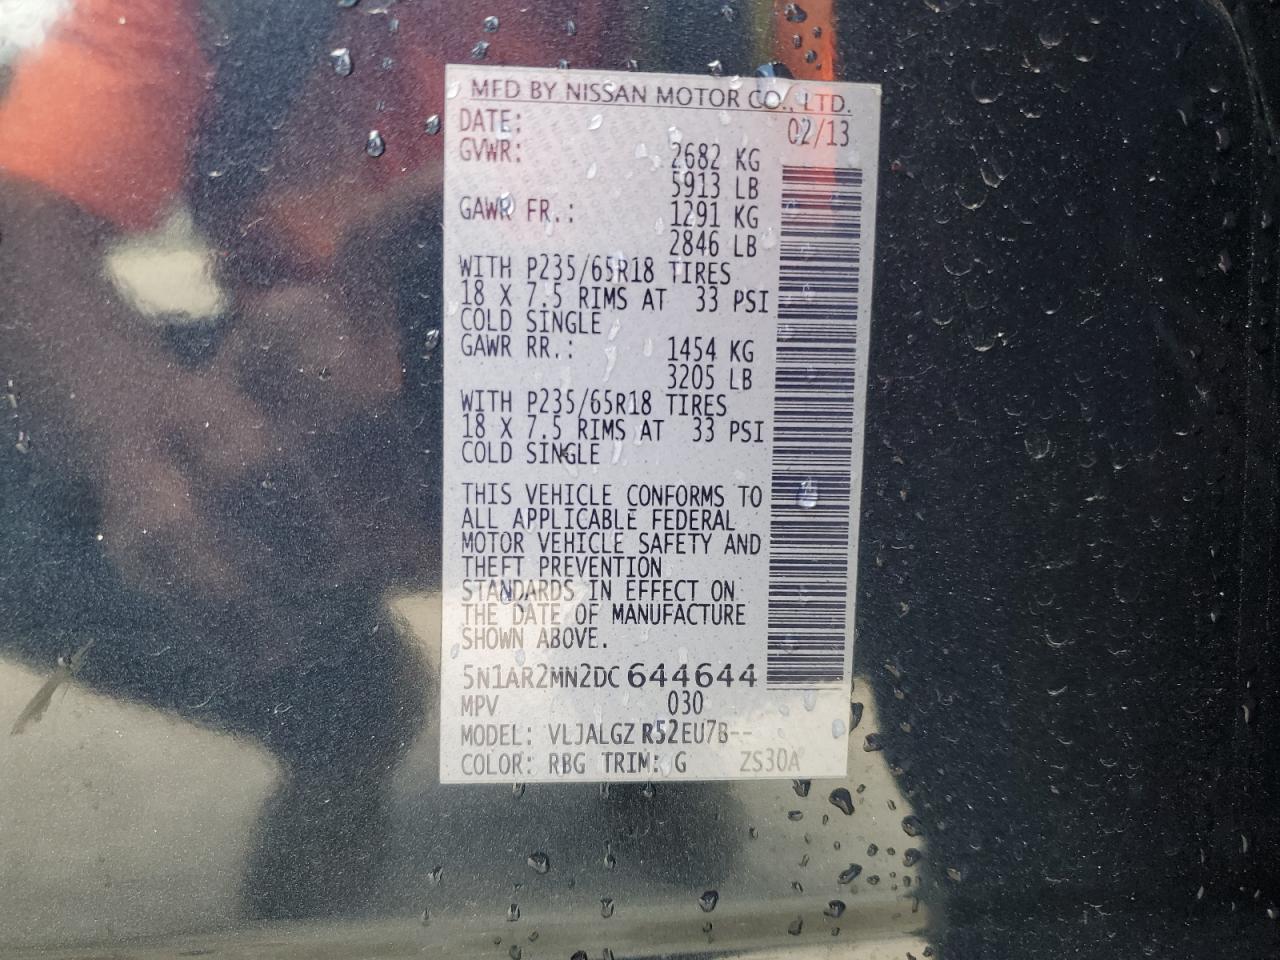 MFD BY NISSAN MOTOR CO., LTD.
DATE: 02/13
GVWR: 2682 KG
5913 LB
GAWR FR.: 1291 KG
2846 LB
WITH P235/65R18 TIRES
18 X 7.5 RIMS AT 33 PSI
COLD SINGLE
GAWR RR.: 1454 KG
3205 LB
WITH P235/65R18 TIRES
18 X 7.5 RIMS AT 33 PSI
COLD SINGLE
THIS VEHICLE CONFORMS TO
ALL APPLICABLE FEDERAL
MOTOR VEHICLE SAFETY AND
THEFT PREVENTION
STANDARDS IN EFFECT ON
THE DATE OF MANUFACTURE
SHOWN ABOVE.
5N1AR2MN2DC644644
MPV 030
MODEL: VLJALGZ R52EU7B--
COLOR: RBG TRIM: G ZS30A